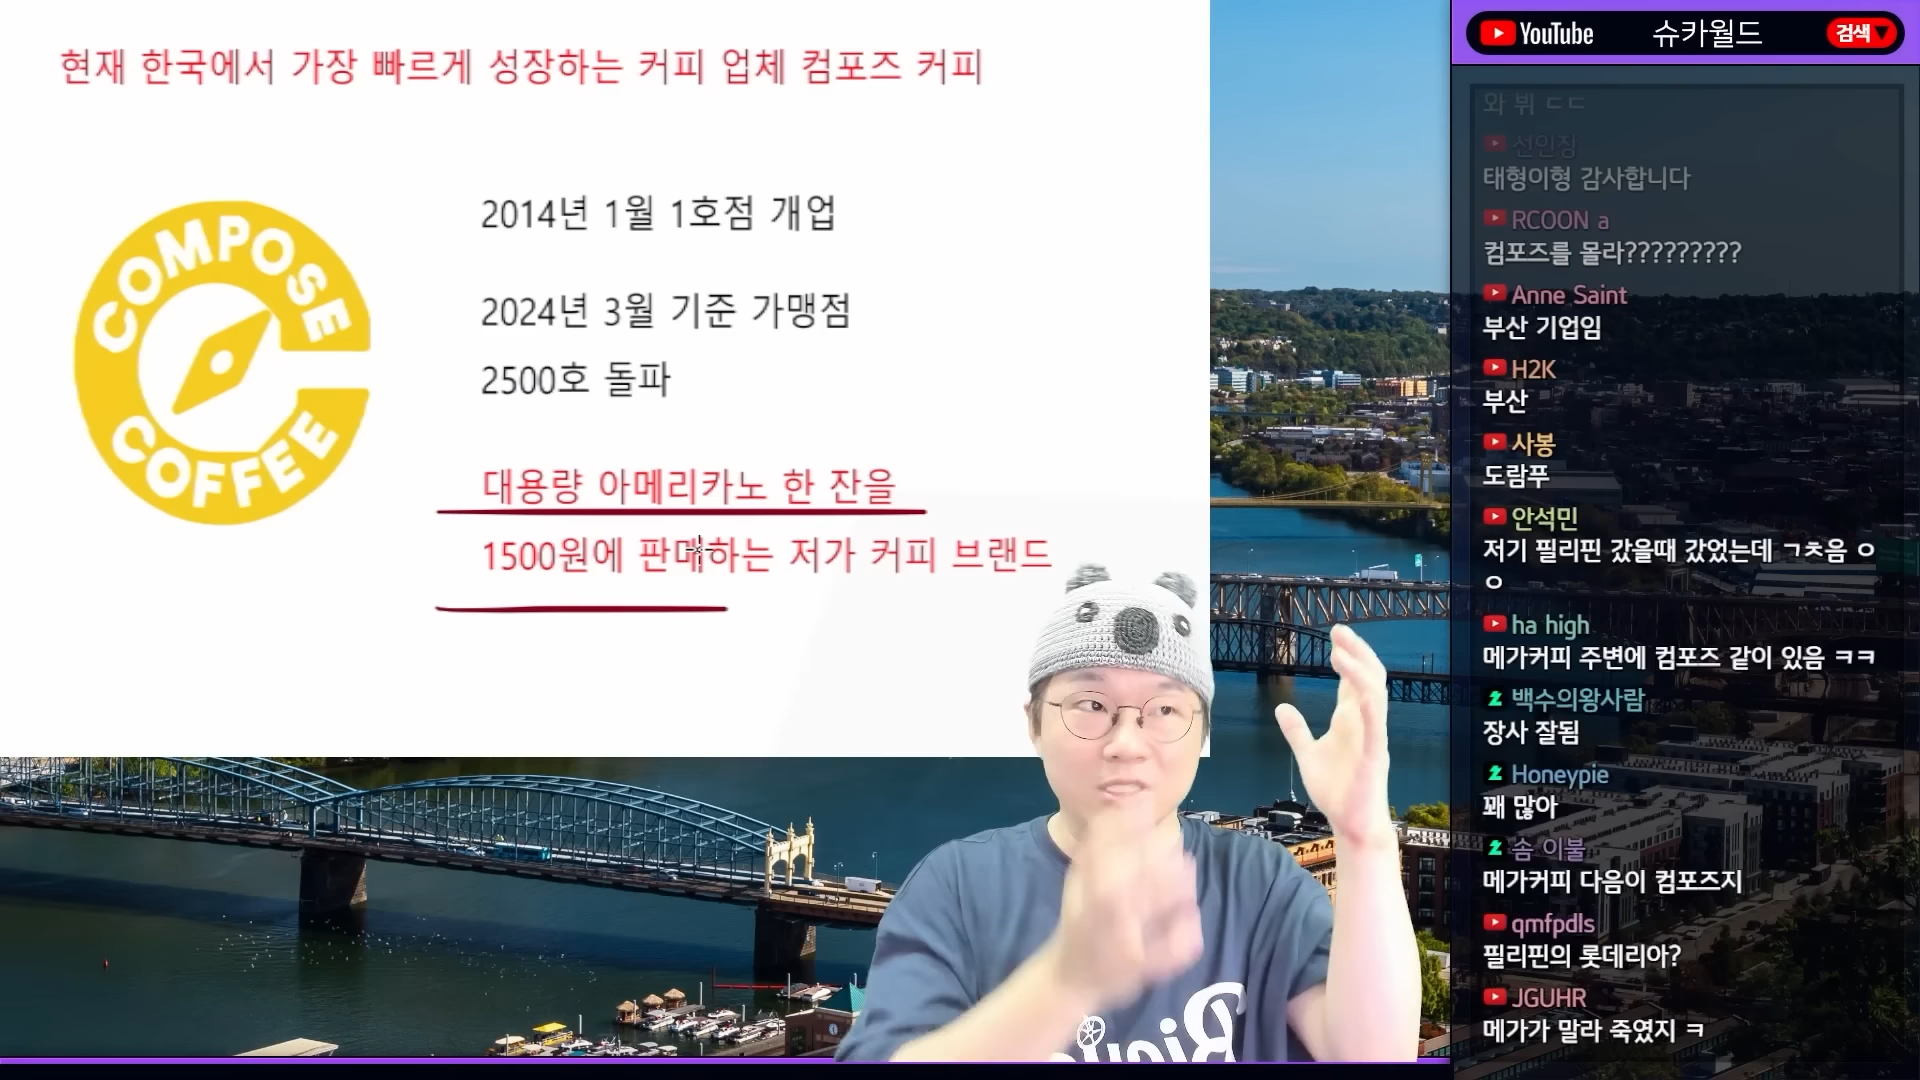 현재 한국에서 가장 빠르게 성장하는 커피 업체 컴포즈 커피
COMPOSE
COFFEE
2014년 1월 1호점 개업
2024년 3월 기준 가맹점
2500호 돌파
대용량 아메리카노 한 잔을
1500원에 판매하는 저가 커피 브랜드
YouTube 슈카월드 검색
와 뷔 ㄷㄷ
선인장
태형이형 감사합니다
RCOON a
컴포즈를 몰라?????????
Anne Saint
부산 기업임
H2K
부산
사봉
도람푸
안석민
저기 필리핀 갔을때 갔었는데 ㄱㅊ음 ㅇ
ㅇ
ha high
메가커피 주변에 컴포즈 같이 있음 ㅋㅋ
백수의왕사람
장사 잘됨
Honeypie
꽤 많아
솜 이불
메가커피 다음이 컴포즈지
qmfpdls
필리핀의 롯데리아?
JGUHR
메가가 말라 죽였지 ㅋ